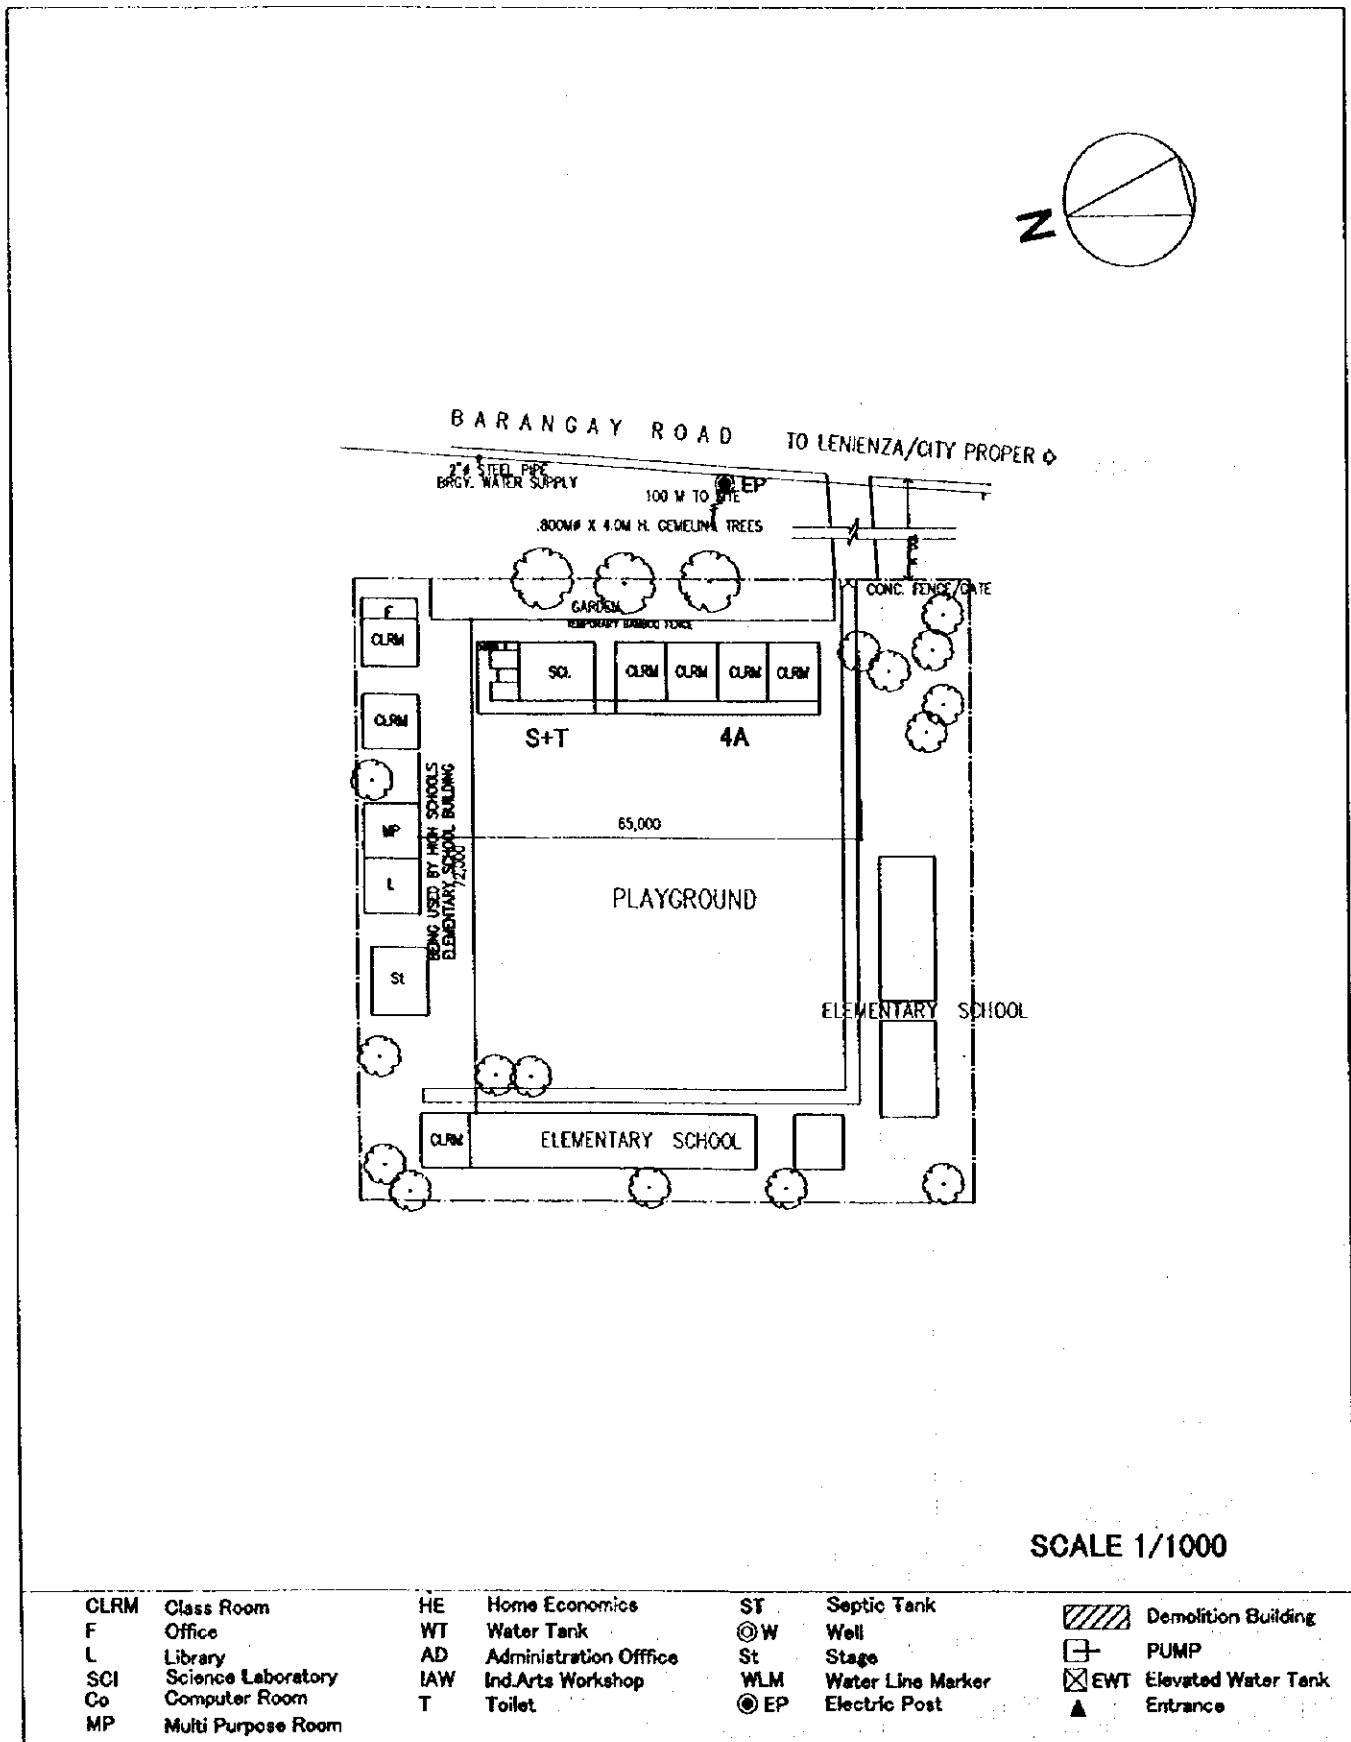 N
BARANGAY ROAD
TO LENIENZA/CITY PROPER
2"ø STEEL PIPE
BRGY. WATER SUPPLY
EP
100 M TO SITE
.800Mø X 4.0M H. GEMELINA TREES
CONC. FENCE/GATE
GARDEN
TEMPORARY BAMBOO FENCE
F
CLRM
SCI.
CLRM
CLRM
CLRM
CLRM
CLRM
S+T
4A
BEING USED BY HIGH SCHOOLS
ELEMENTARY SCHOOL BUILDING
72,000
MP
65,000
L
PLAYGROUND
St
ELEMENTARY SCHOOL
CLRM
ELEMENTARY SCHOOL
SCALE 1/1000
CLRM Class Room
F Office
L Library
SCI Science Laboratory
Co Computer Room
MP Multi Purpose Room
HE Home Economics
WT Water Tank
AD Administration Offfice
IAW Ind.Arts Workshop
T Toilet
ST Septic Tank
W Well
St Stage
WLM Water Line Marker
EP Electric Post
Demolition Building
PUMP
EWT Elevated Water Tank
Entrance